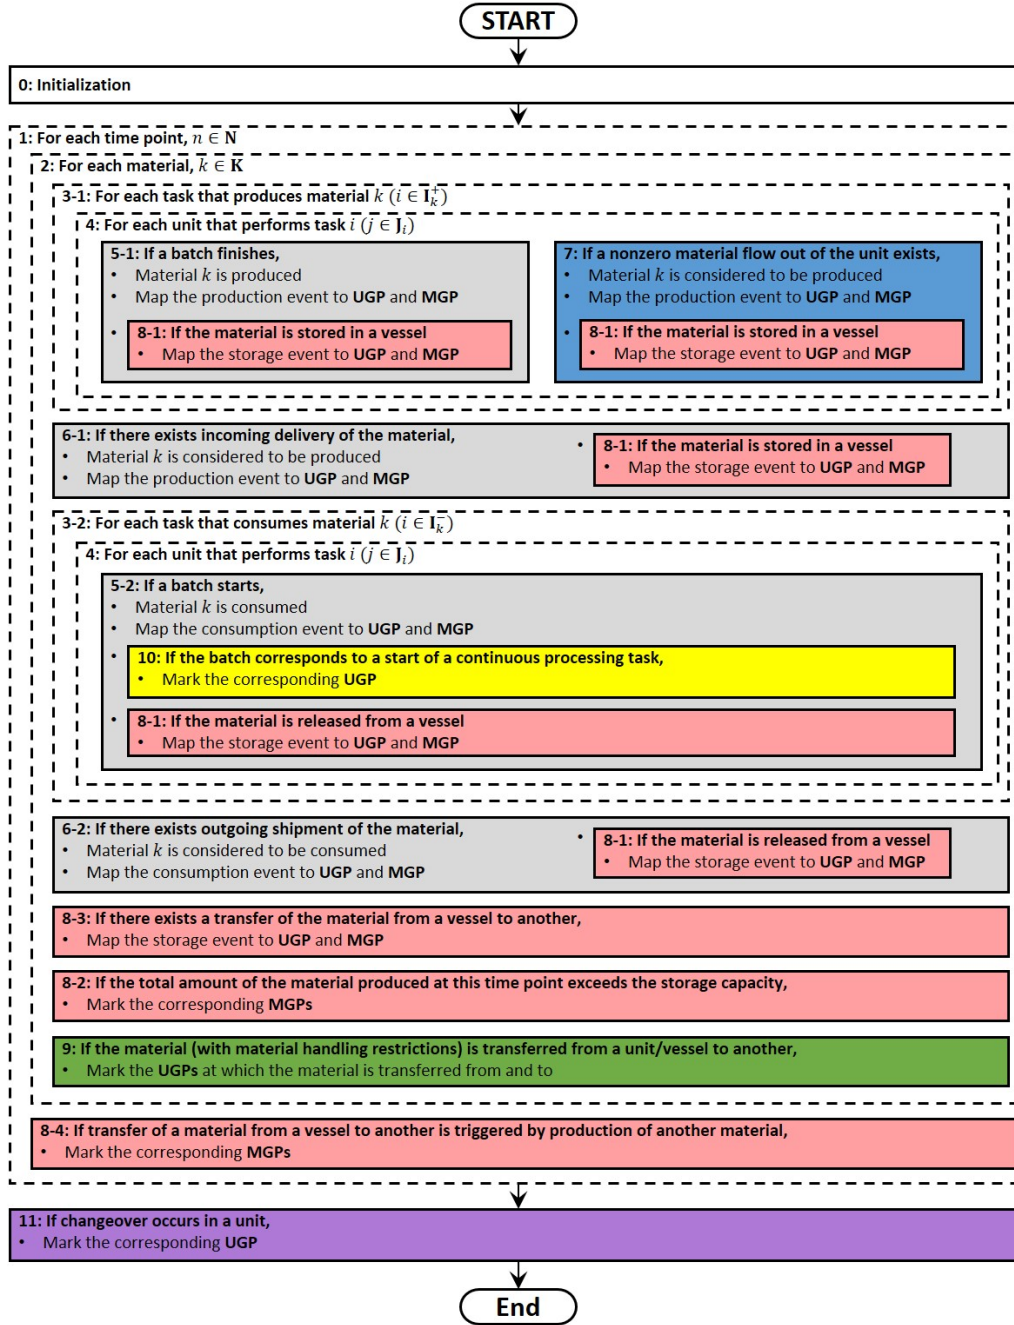 START
0: Initialization
1: For each time point, n ∈ N
2: For each material, k ∈ K
3-1: For each task that produces material k (i ∈ I⁺ₖ)
4: For each unit that performs task i (j ∈ Jᵢ)
5-1: If a batch finishes,
• Material k is produced
• Map the production event to UGP and MGP
• 8-1: If the material is stored in a vessel
• Map the storage event to UGP and MGP
7: If a nonzero material flow out of the unit exists,
• Material k is considered to be produced
• Map the production event to UGP and MGP
• 8-1: If the material is stored in a vessel
• Map the storage event to UGP and MGP
6-1: If there exists incoming delivery of the material,
• Material k is considered to be produced
• Map the production event to UGP and MGP
• 8-1: If the material is stored in a vessel
• Map the storage event to UGP and MGP
3-2: For each task that consumes material k (i ∈ I⁻ₖ)
4: For each unit that performs task i (j ∈ Jᵢ)
5-2: If a batch starts,
• Material k is consumed
• Map the consumption event to UGP and MGP
• 10: If the batch corresponds to a start of a continuous processing task,
• Mark the corresponding UGP
• 8-1: If the material is released from a vessel
• Map the storage event to UGP and MGP
6-2: If there exists outgoing shipment of the material,
• Material k is considered to be consumed
• Map the consumption event to UGP and MGP
• 8-1: If the material is released from a vessel
• Map the storage event to UGP and MGP
8-3: If there exists a transfer of the material from a vessel to another,
• Map the storage event to UGP and MGP
8-2: If the total amount of the material produced at this time point exceeds the storage capacity,
• Mark the corresponding MGPs
9: If the material (with material handling restrictions) is transferred from a unit/vessel to another,
• Mark the UGPs at which the material is transferred from and to
8-4: If transfer of a material from a vessel to another is triggered by production of another material,
• Mark the corresponding MGPs
11: If changeover occurs in a unit,
• Mark the corresponding UGP
End